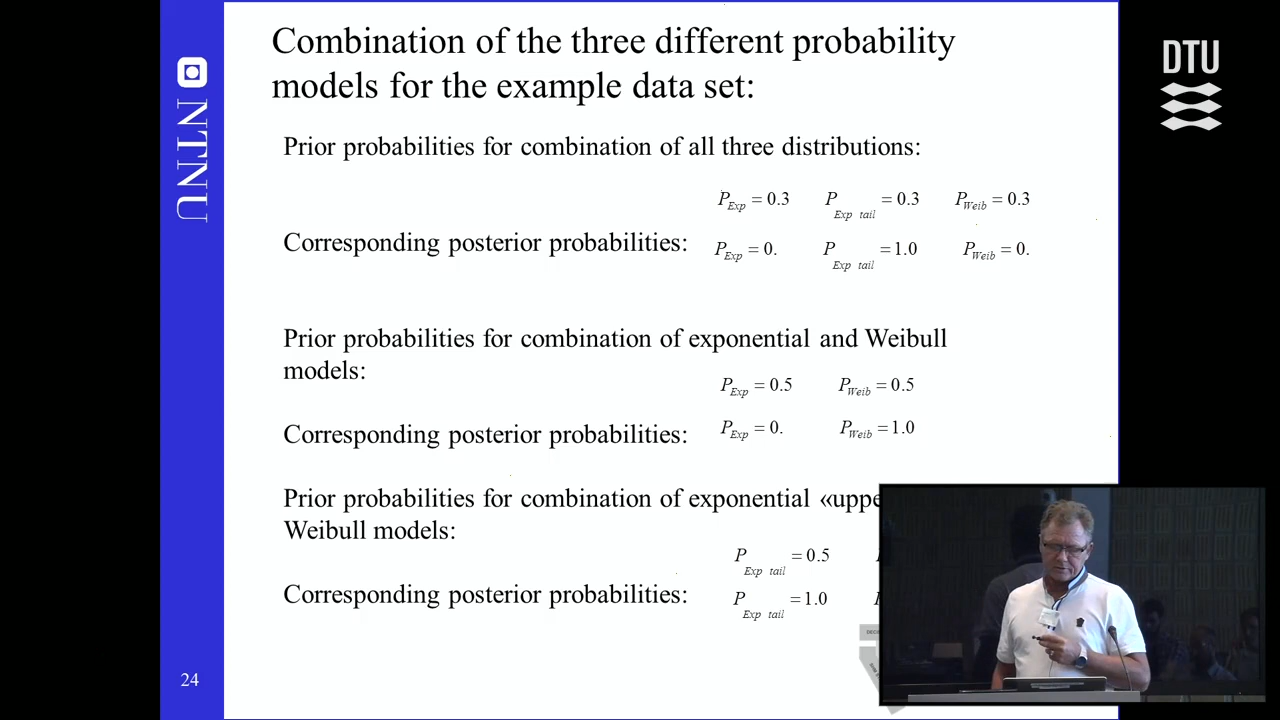 Combination of the three different probability
models for the example data set:
DTU
NTNU
Prior probabilities for combination of all three distributions:
P_Exp = 0.3 P_Exp tail = 0.3 P_Weib = 0.3
Corresponding posterior probabilities: P_Exp = 0. P_Exp tail = 1.0 P_Weib = 0.
Prior probabilities for combination of exponential and Weibull
models:
P_Exp = 0.5 P_Weib = 0.5
Corresponding posterior probabilities: P_Exp = 0. P_Weib = 1.0
Prior probabilities for combination of exponential «uppe
Weibull models:
P_Exp tail = 0.5
Corresponding posterior probabilities: P_Exp tail = 1.0
24